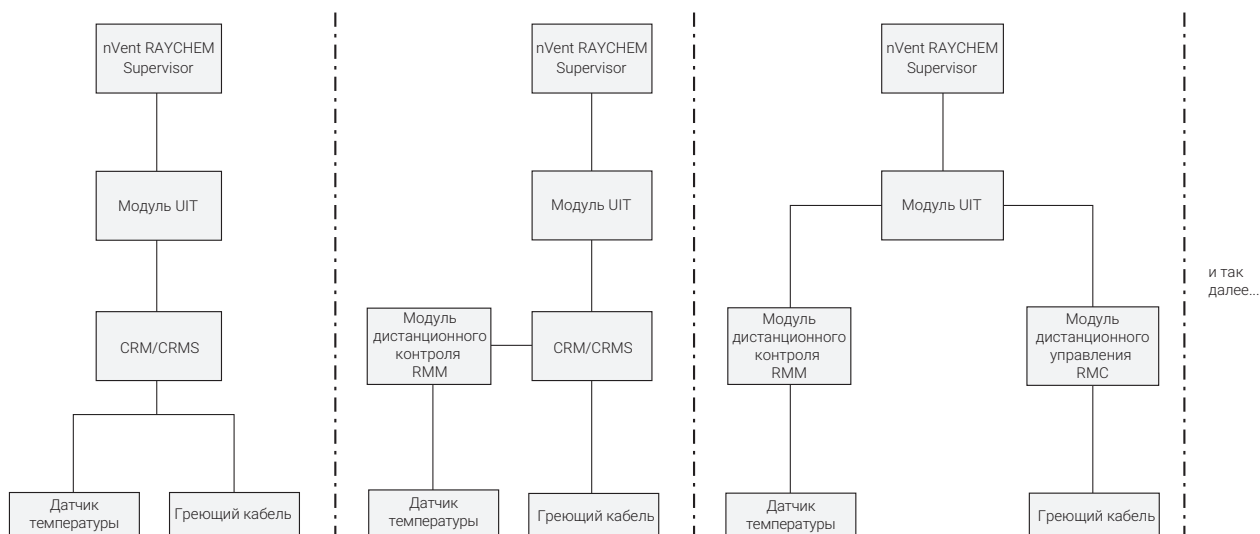 nVent RAYCHEM
Supervisor
Модуль UIT
CRM/CRMS
Датчик
температуры
Греющий кабель
nVent RAYCHEM
Supervisor
Модуль UIT
Модуль
дистанционного
контроля
RMM
CRM/CRMS
Датчик
температуры
Греющий кабель
nVent RAYCHEM
Supervisor
Модуль UIT
Модуль
дистанционного
контроля
RMM
Модуль
дистанционного
управления
RMC
Датчик
температуры
Греющий кабель
и так
далее...